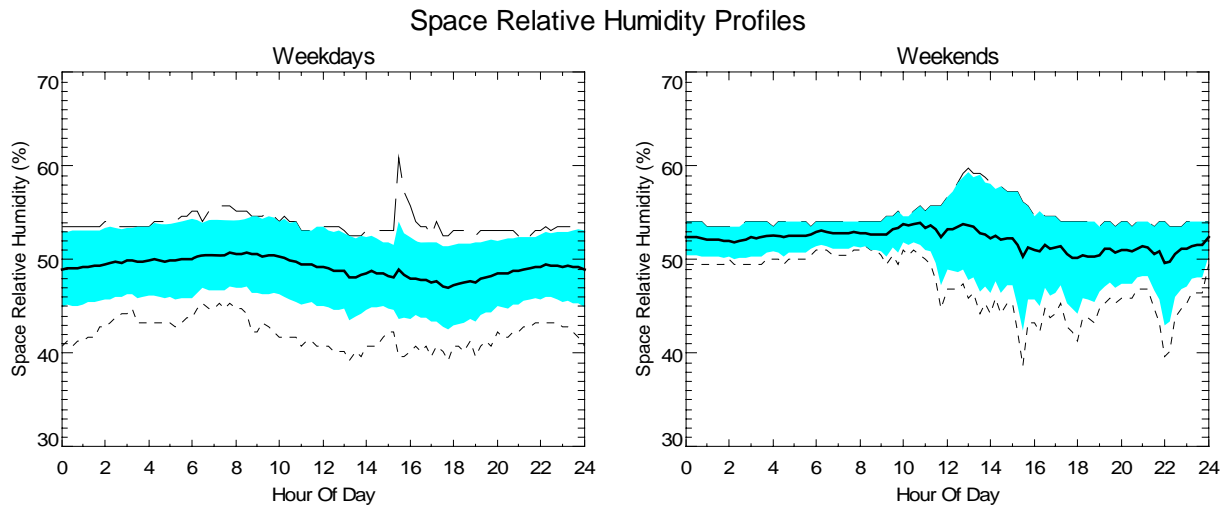 Space Relative Humidity Profiles
Weekdays
Weekends
Space Relative Humidity (%)
70
60
50
40
30
0 2 4 6 8 10 12 14 16 18 20 22 24
Hour Of Day
Space Relative Humidity (%)
70
60
50
40
30
0 2 4 6 8 10 12 14 16 18 20 22 24
Hour Of Day